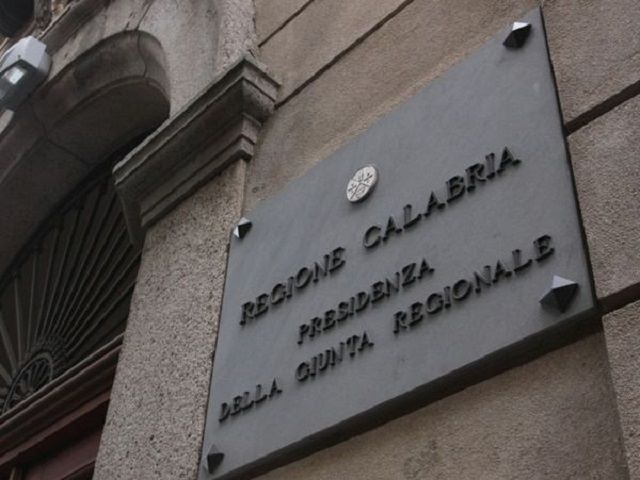 REGIONE CALABRIA
PRESIDENZA
DELLA GIUNTA REGIONALE